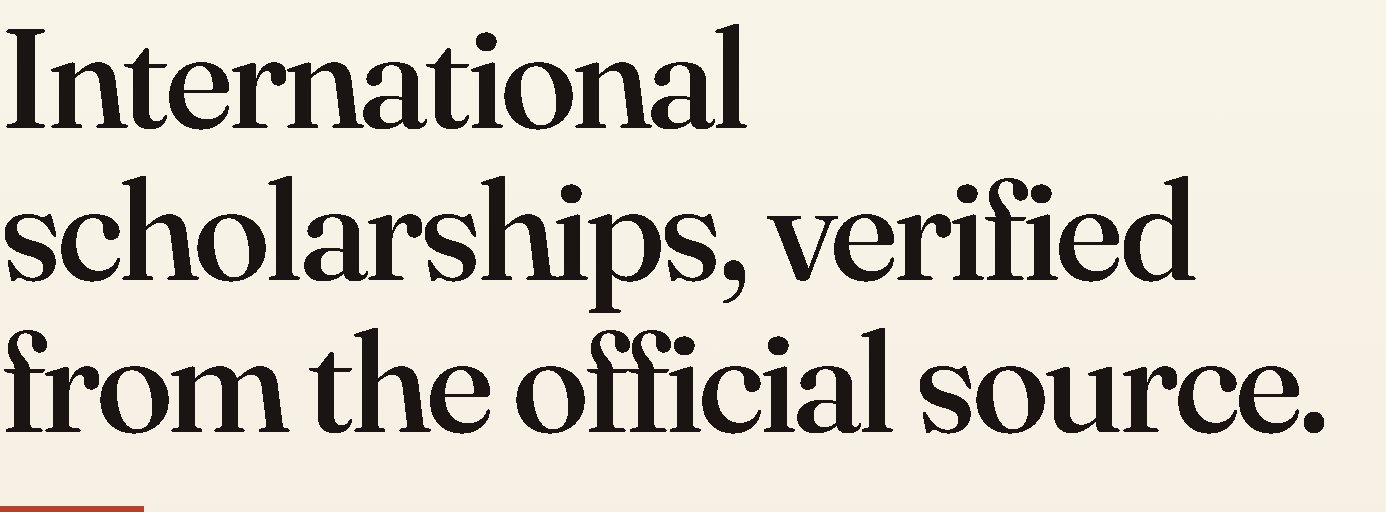 International
scholarships, verified
from the official source.